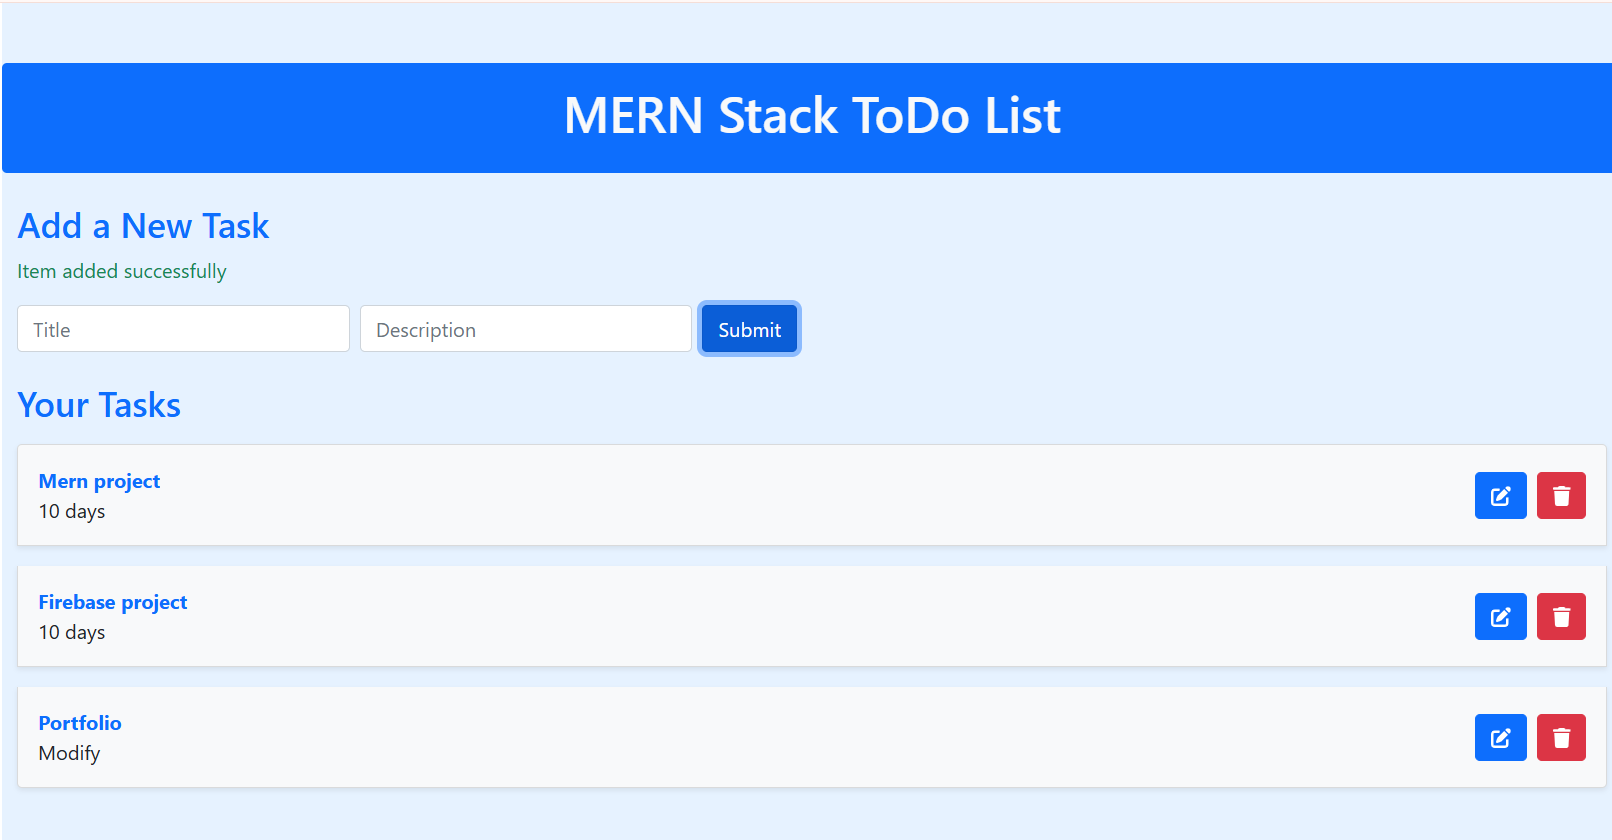 MERN Stack ToDo List
Add a New Task
Item added successfully
Title
Description
Submit
Your Tasks
Mern project
10 days
Firebase project
10 days
Portfolio
Modify